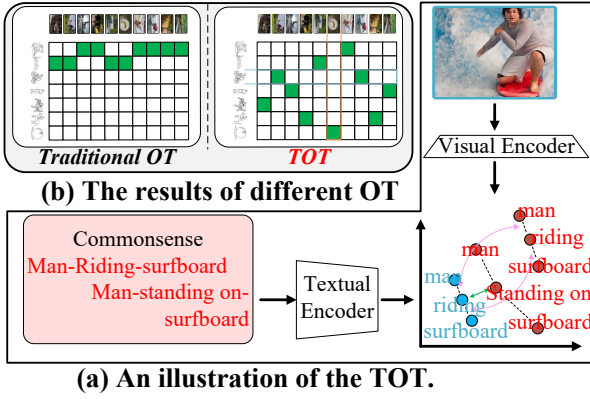 Traditional OT
TOT
(b) The results of different OT
Visual Encoder
Commonsense
Man-Riding-surfboard
Man-standing on-
surfboard
Textual
Encoder
man
riding
surfboard
man
Standing on
surfboard
man
riding
surfboard
(a) An illustration of the TOT.